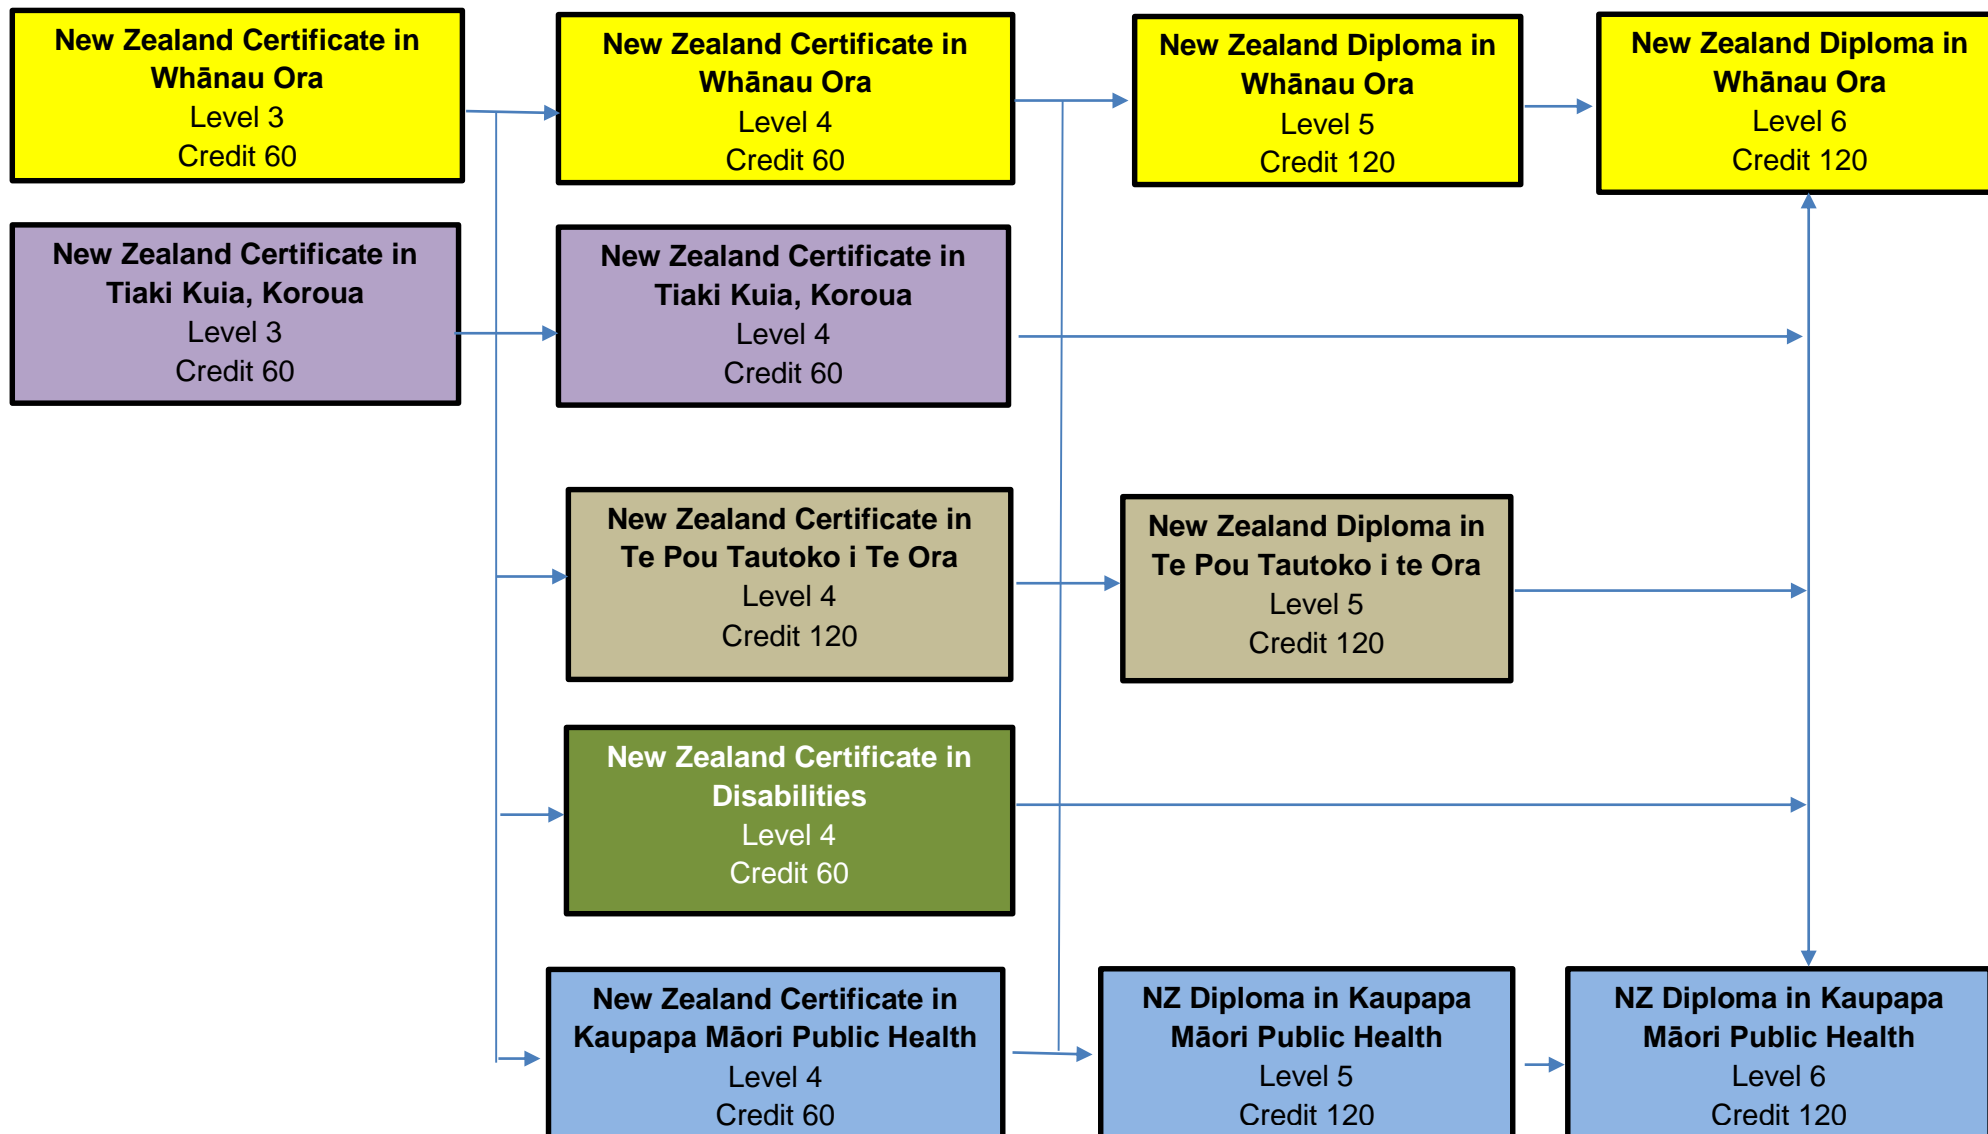 New Zealand Certificate in
Whānau Ora
Level 3
Credit 60
New Zealand Certificate in
Whānau Ora
Level 4
Credit 60
New Zealand Diploma in
Whānau Ora
Level 5
Credit 120
New Zealand Diploma in
Whānau Ora
Level 6
Credit 120
New Zealand Certificate in
Tiaki Kuia, Koroua
Level 3
Credit 60
New Zealand Certificate in
Tiaki Kuia, Koroua
Level 4
Credit 60
New Zealand Certificate in
Te Pou Tautoko i Te Ora
Level 4
Credit 120
New Zealand Diploma in
Te Pou Tautoko i te Ora
Level 5
Credit 120
New Zealand Certificate in
Disabilities
Level 4
Credit 60
New Zealand Certificate in
Kaupapa Māori Public Health
Level 4
Credit 60
NZ Diploma in Kaupapa
Māori Public Health
Level 5
Credit 120
NZ Diploma in Kaupapa
Māori Public Health
Level 6
Credit 120